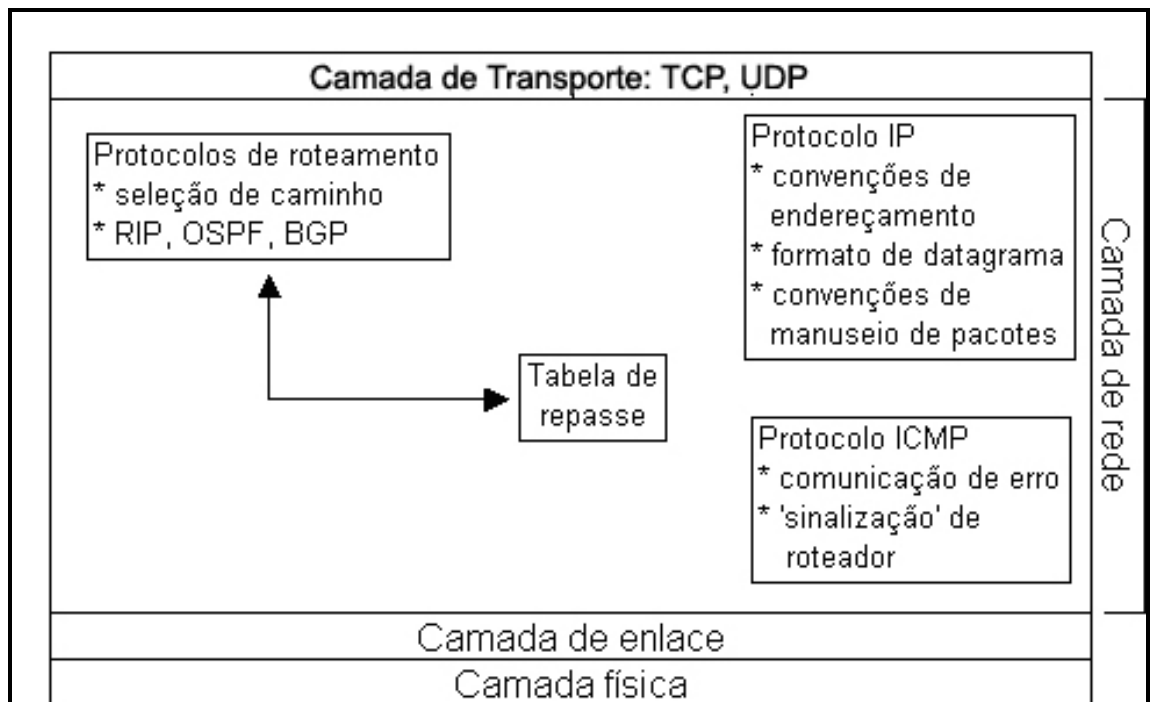 Camada de Transporte: TCP, UDP
Protocolos de roteamento
* seleção de caminho
* RIP, OSPF, BGP
Protocolo IP
* convenções de
endereçamento
* formato de datagrama
* convenções de
manuseio de pacotes
Tabela de
repasse
Protocolo ICMP
* comunicação de erro
* 'sinalização' de
roteador
Camada de rede
Camada de enlace
Camada física